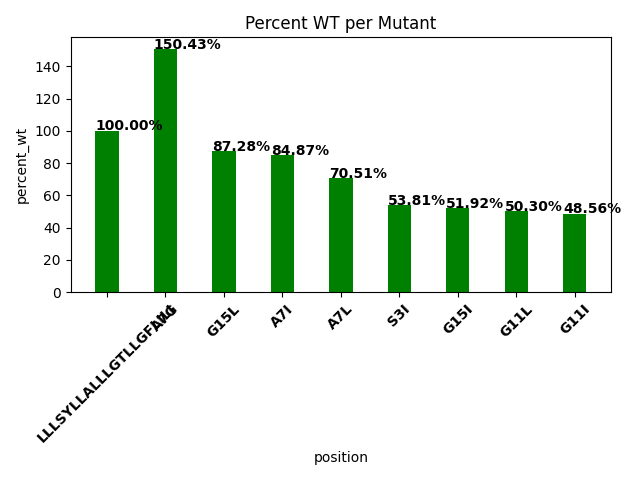 Percent WT per Mutant
percent_wt
140
120
100
80
60
40
20
0
100.00%
150.43%
87.28%
84.87%
70.51%
53.81%
51.92%
50.30%
48.56%
A7G
G15L
A7I
A7L
S3I
G15I
G11L
G11I
position